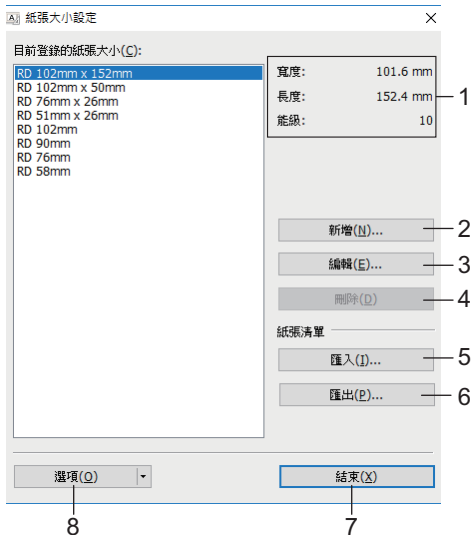 紙張大小設定
目前登錄的紙張大小(C):
RD 102mm x 152mm
RD 102mm x 50mm
RD 76mm x 26mm
RD 51mm x 26mm
RD 102mm
RD 90mm
RD 76mm
RD 58mm
寬度: 101.6 mm
長度: 152.4 mm
能級: 10
1
新增(N)...
2
編輯(E)...
3
刪除(D)
4
紙張清單
匯入(I)...
5
匯出(P)...
6
選項(O)
結束(X)
8
7